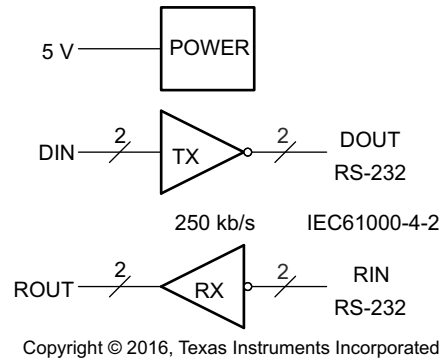 5 V
POWER
DIN
2
TX
2
DOUT
RS-232
250 kb/s
IEC61000-4-2
ROUT
2
RX
2
RIN
RS-232
Copyright © 2016, Texas Instruments Incorporated